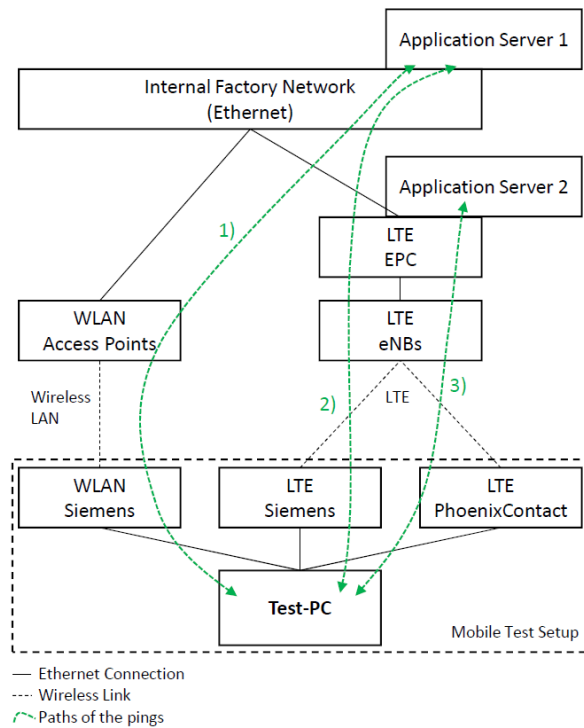 Application Server 1
Internal Factory Network
(Ethernet)
Application Server 2
1)
LTE
EPC
WLAN
Access Points
LTE
eNBs
Wireless
LAN
2)
LTE
3)
WLAN
Siemens
LTE
Siemens
LTE
PhoenixContact
Test-PC
Mobile Test Setup
Ethernet Connection
Wireless Link
Paths of the pings